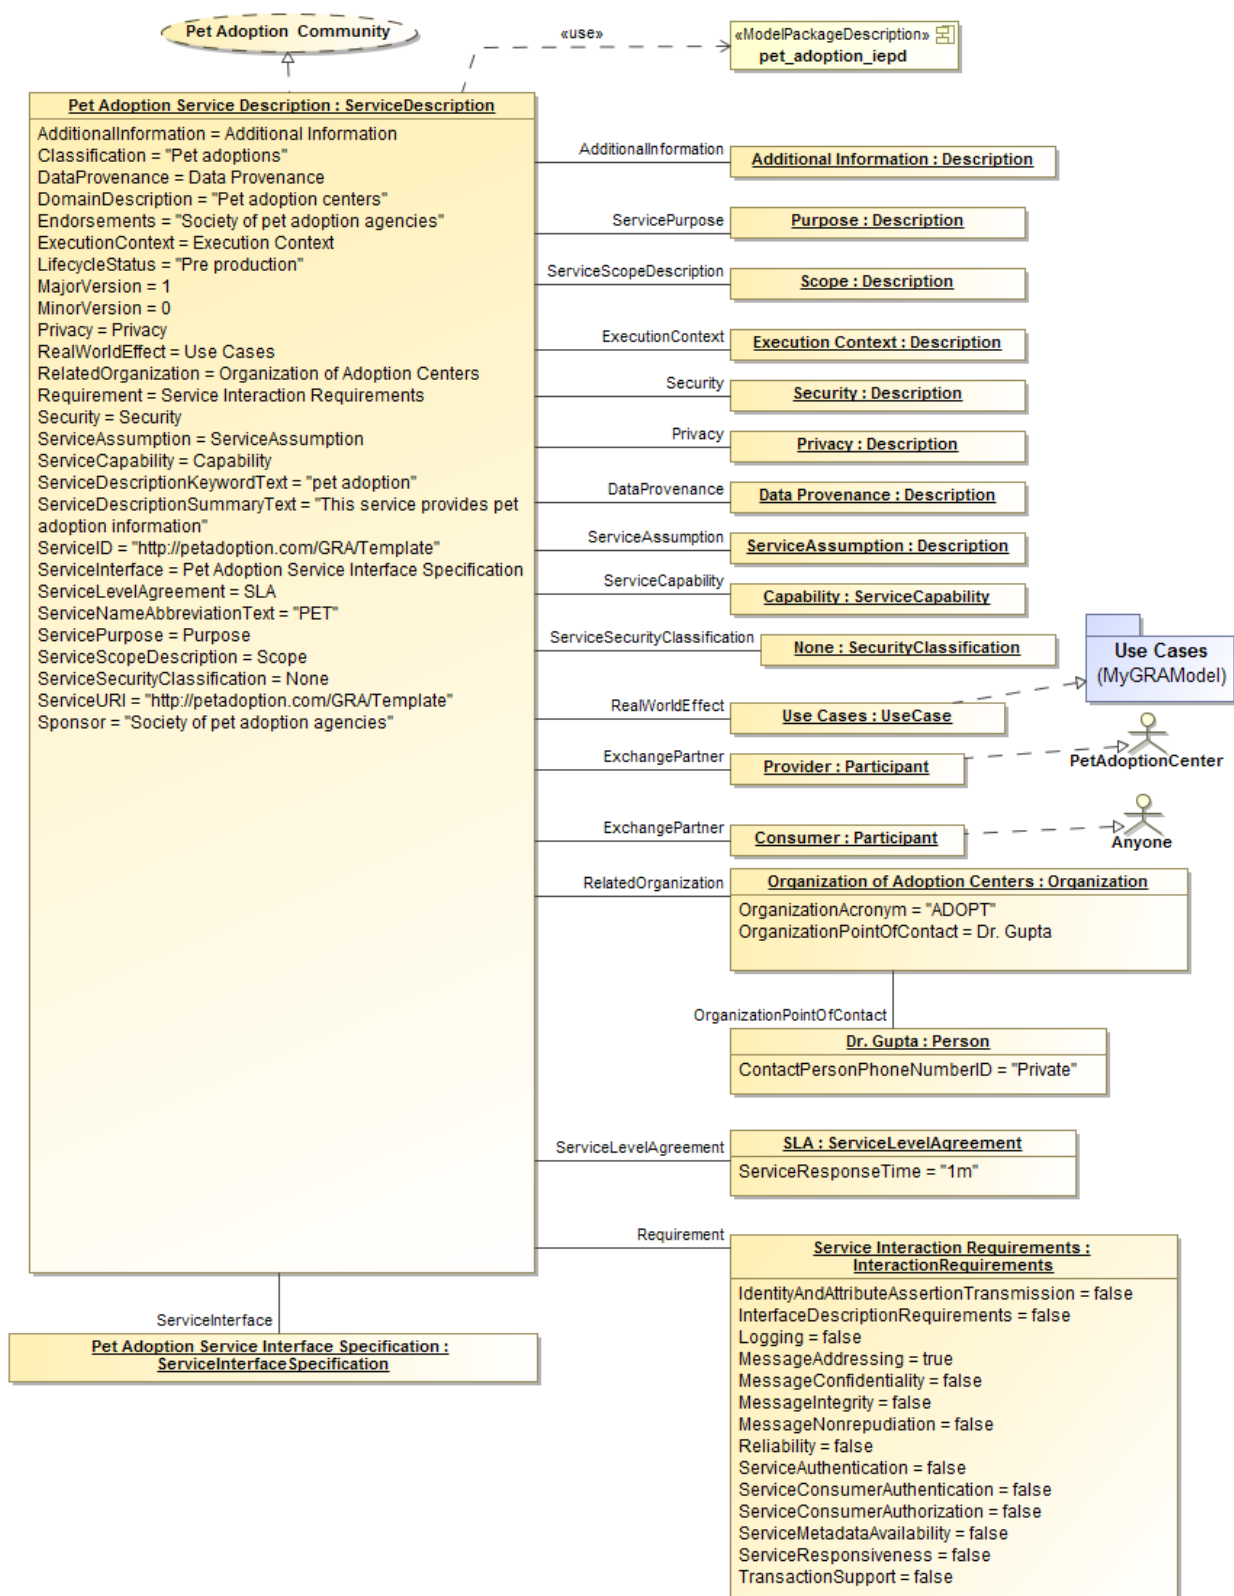 Pet Adoption Community
«use»
«ModelPackageDescription»
pet_adoption_iepd
Pet Adoption Service Description : ServiceDescription
AdditionalInformation = Additional Information
Classification = "Pet adoptions"
DataProvenance = Data Provenance
DomainDescription = "Pet adoption centers"
Endorsements = "Society of pet adoption agencies"
ExecutionContext = Execution Context
LifecycleStatus = "Pre production"
MajorVersion = 1
MinorVersion = 0
Privacy = Privacy
RealWorldEffect = Use Cases
RelatedOrganization = Organization of Adoption Centers
Requirement = Service Interaction Requirements
Security = Security
ServiceAssumption = ServiceAssumption
ServiceCapability = Capability
ServiceDescriptionKeywordText = "pet adoption"
ServiceDescriptionSummaryText = "This service provides pet
adoption information"
ServiceID = "http://petadoption.com/GRA/Template"
ServiceInterface = Pet Adoption Service Interface Specification
ServiceLevelAgreement = SLA
ServiceNameAbbreviationText = "PET"
ServicePurpose = Purpose
ServiceScopeDescription = Scope
ServiceSecurityClassification = None
ServiceURI = "http://petadoption.com/GRA/Template"
Sponsor = "Society of pet adoption agencies"
AdditionalInformation
Additional Information : Description
ServicePurpose
Purpose : Description
ServiceScopeDescription
Scope : Description
ExecutionContext
Execution Context : Description
Security
Security : Description
Privacy
Privacy : Description
DataProvenance
Data Provenance : Description
ServiceAssumption
ServiceAssumption : Description
ServiceCapability
Capability : ServiceCapability
ServiceSecurityClassification
None : SecurityClassification
Use Cases
(MyGRAModel)
RealWorldEffect
Use Cases : UseCase
ExchangePartner
Provider : Participant
PetAdoptionCenter
ExchangePartner
Consumer : Participant
Anyone
RelatedOrganization
Organization of Adoption Centers : Organization
OrganizationAcronym = "ADOPT"
OrganizationPointOfContact = Dr. Gupta
OrganizationPointOfContact
Dr. Gupta : Person
ContactPersonPhoneNumberID = "Private"
ServiceLevelAgreement
SLA : ServiceLevelAgreement
ServiceResponseTime = "1m"
Requirement
Service Interaction Requirements :
InteractionRequirements
IdentityAndAttributeAssertionTransmission = false
InterfaceDescriptionRequirements = false
Logging = false
MessageAddressing = true
MessageConfidentiality = false
MessageIntegrity = false
MessageNonrepudiation = false
Reliability = false
ServiceAuthentication = false
ServiceConsumerAuthentication = false
ServiceConsumerAuthorization = false
ServiceMetadataAvailability = false
ServiceResponsiveness = false
TransactionSupport = false
ServiceInterface
Pet Adoption Service Interface Specification :
ServiceInterfaceSpecification